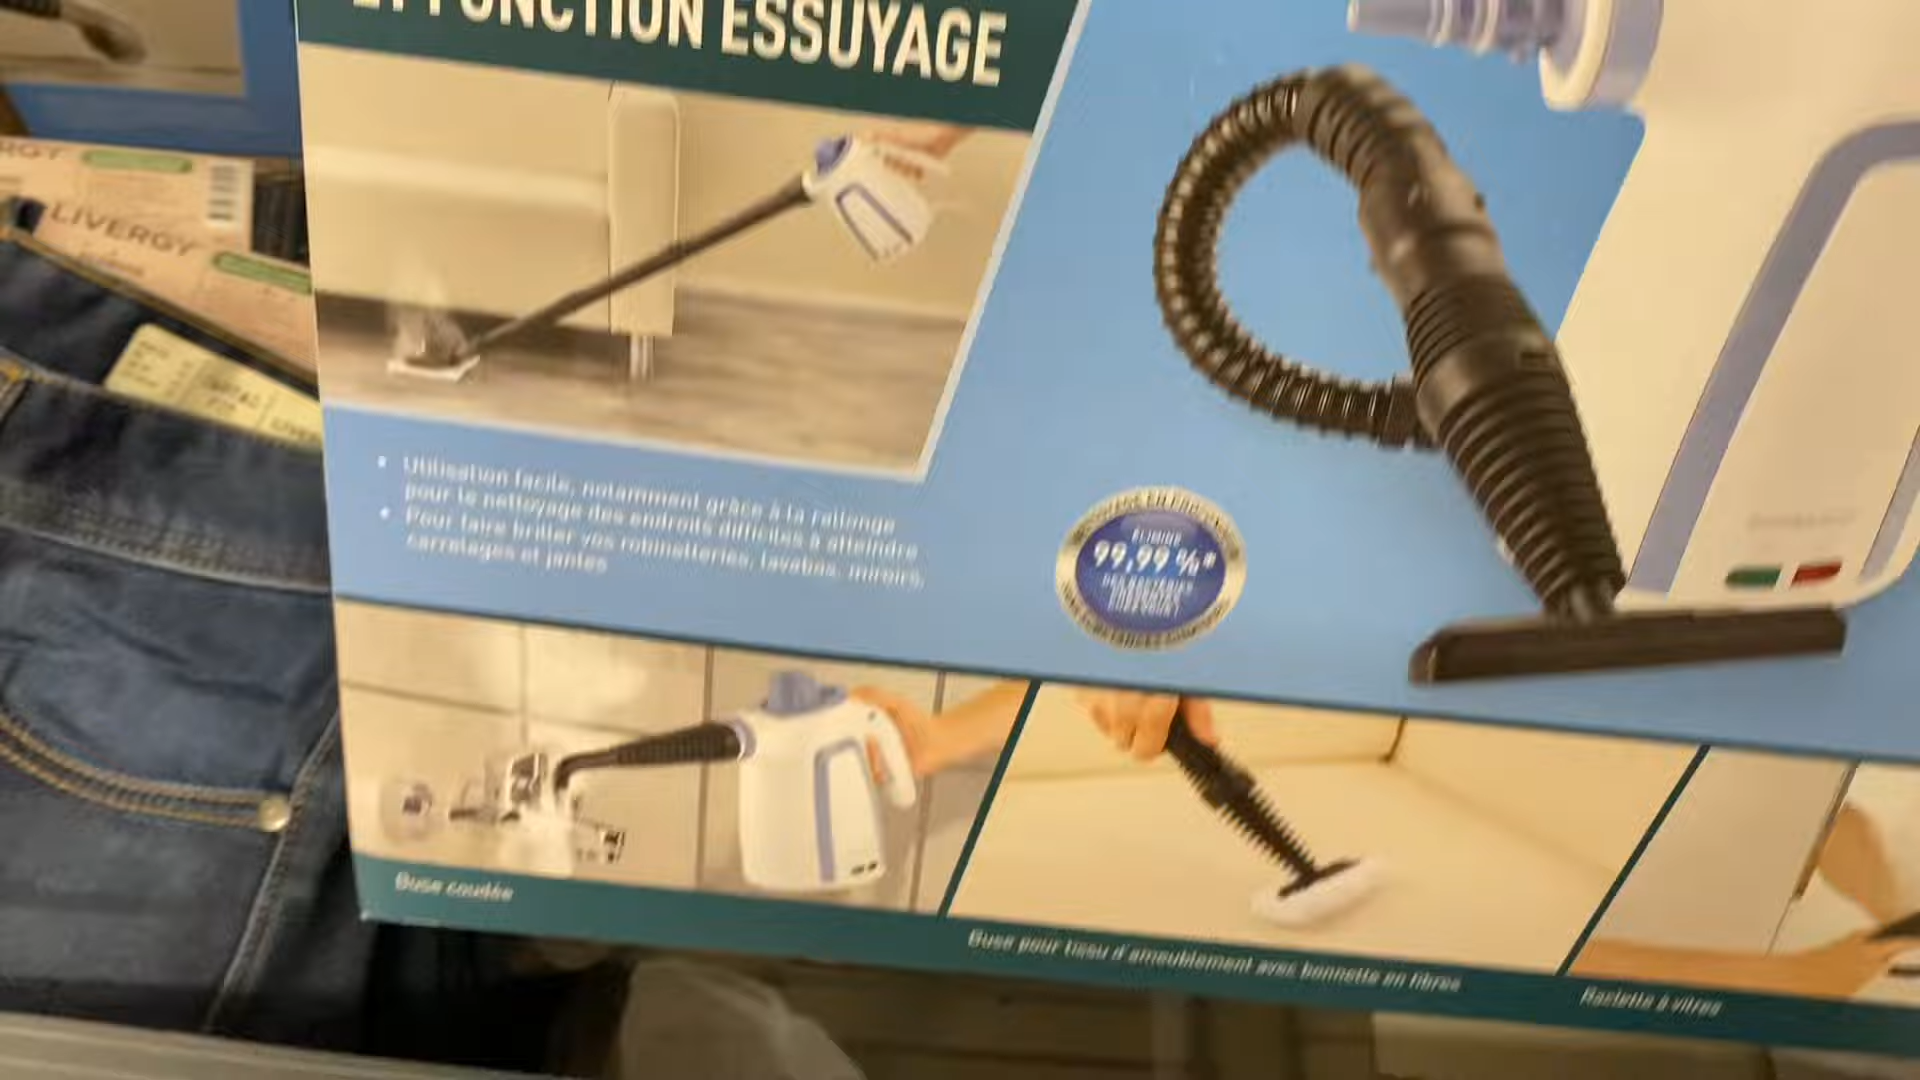 ET FONCTION ESSUYAGE
LIVERGY
• Utilisation facile, notamment grâce à la rallonge
pour le nettoyage des endroits difficiles à atteindre
• Pour faire briller vos robinetteries, lavabos, miroirs,
carrelages et jantes
ÉLIMINE
99,99 %*
Buse coudée
Buse pour tissu d'ameublement avec bonnette en fibres
Raclette à vitres